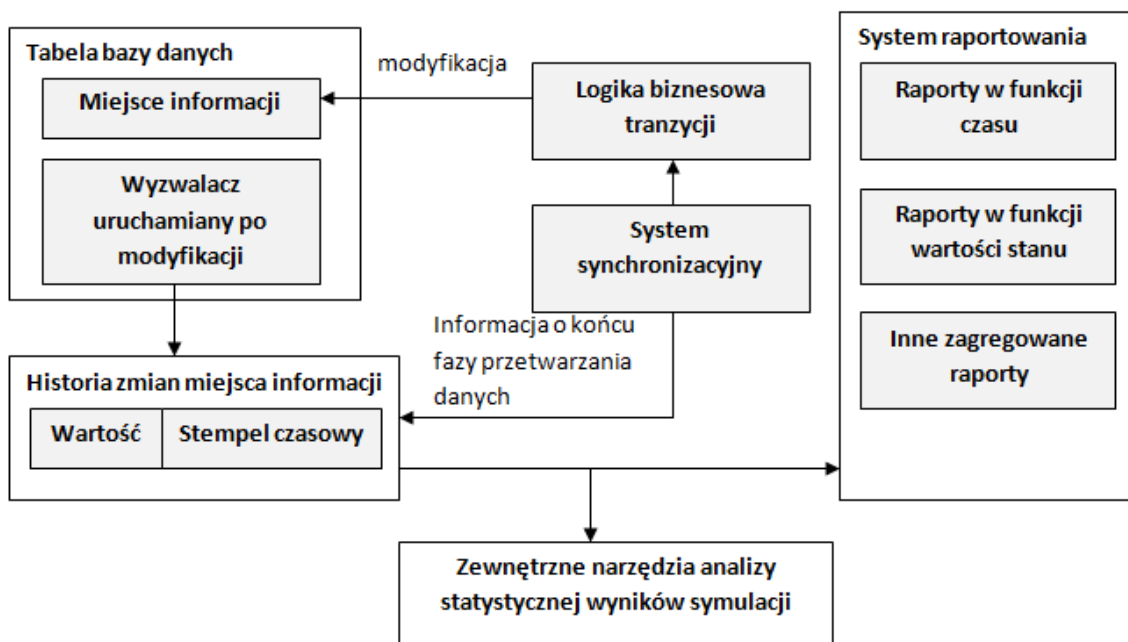 Tabela bazy danych
Miejsce informacji
Wyzwalacz
uruchamiany po
modyfikacji
modyfikacja
Logika biznesowa
tranzycji
System
synchronizacyjny
Informacja o końcu
fazy przetwarzania
danych
Historia zmian miejsca informacji
Wartość
Stempel czasowy
System raportowania
Raporty w funkcji
czasu
Raporty w funkcji
wartości stanu
Inne zagregowane
raporty
Zewnętrzne narzędzia analizy
statystycznej wyników symulacji